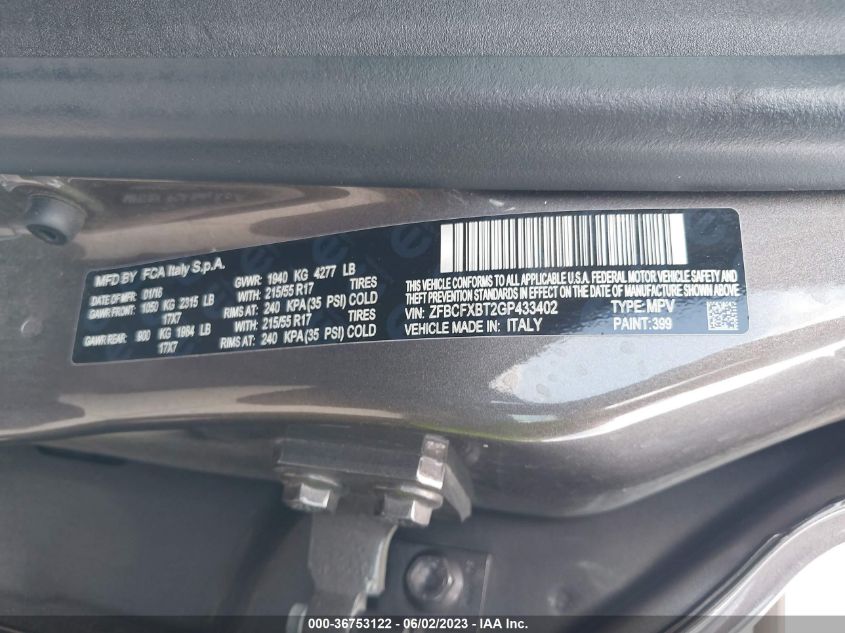 MFD BY FCA Italy S.p.A.
DATE OF MFD: 01/16 GVWR: 1940 KG 4277 LB
GAWR FRONT: 1050 KG 2315 LB WITH: 215/55 R17 TIRES
17X7 RIMS AT: 240 KPA(35 PSI) COLD
GAWR REAR: 900 KG 1984 LB WITH: 215/55 R17 TIRES
17X7 RIMS AT: 240 KPA(35 PSI) COLD
THIS VEHICLE CONFORMS TO ALL APPLICABLE U.S.A. FEDERAL MOTOR VEHICLE SAFETY AND
THEFT PREVENTION STANDARDS IN EFFECT ON THE DATE OF MANUFACTURE SHOWN ABOVE.
VIN: ZFBCFXBT2GP433402 TYPE: MPV
VEHICLE MADE IN: ITALY PAINT: 399
000-36753122 - 06/02/2023 - IAA Inc.